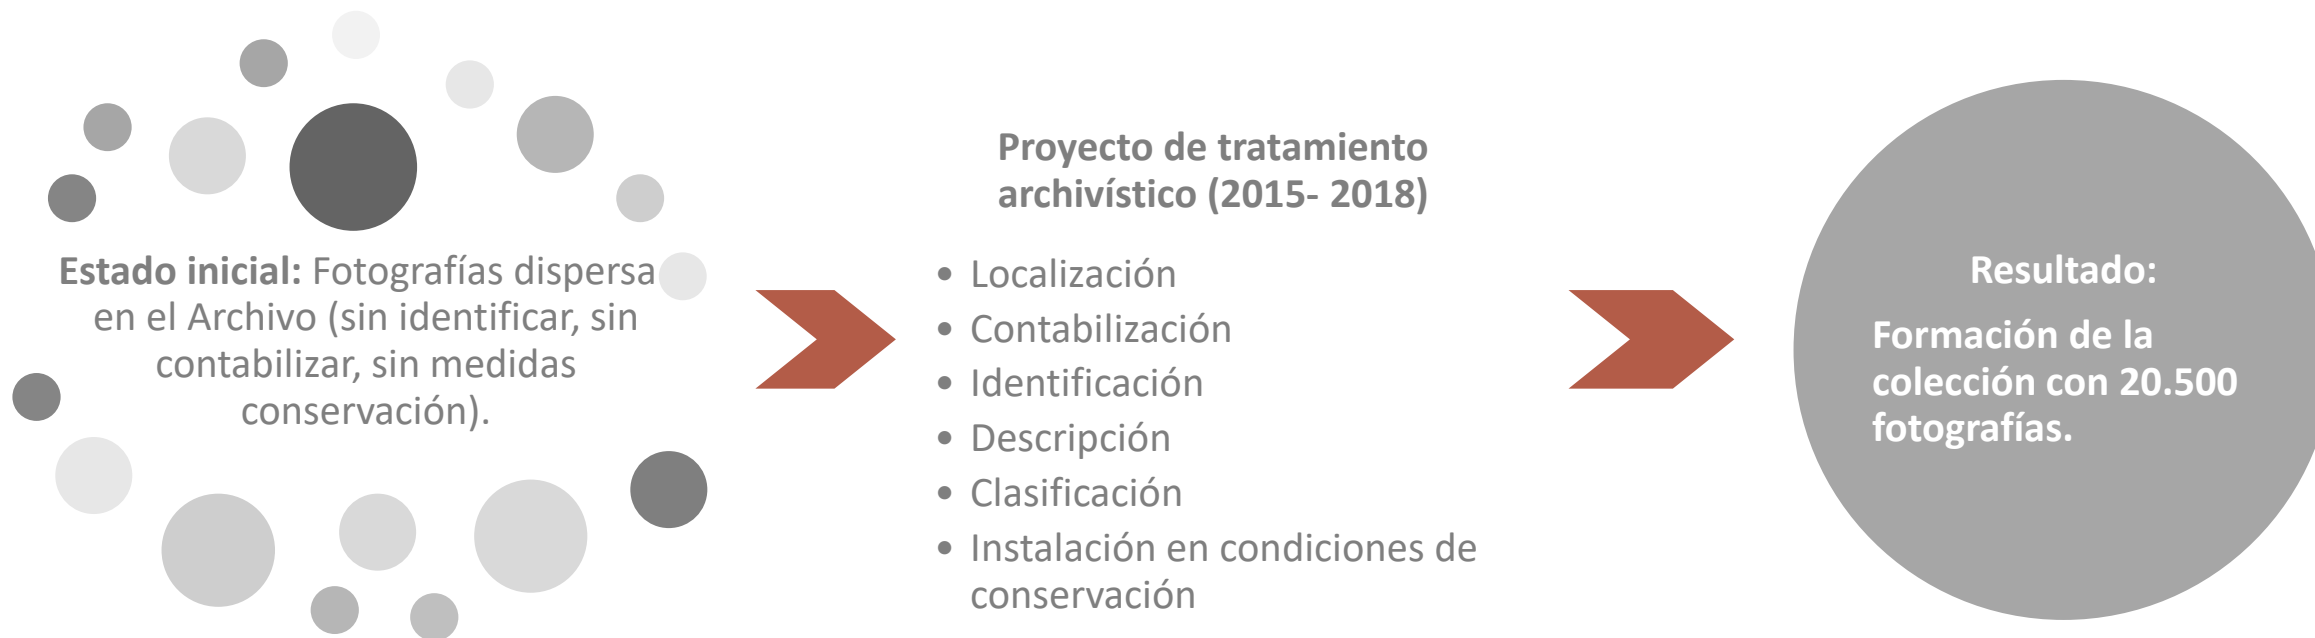 Estado inicial: Fotografías dispersa
en el Archivo (sin identificar, sin
contabilizar, sin medidas
conservación).
Proyecto de tratamiento
archivístico (2015- 2018)
• Localización
• Contabilización
• Identificación
• Descripción
• Clasificación
• Instalación en condiciones de
conservación
Resultado:
Formación de la
colección con 20.500
fotografías.